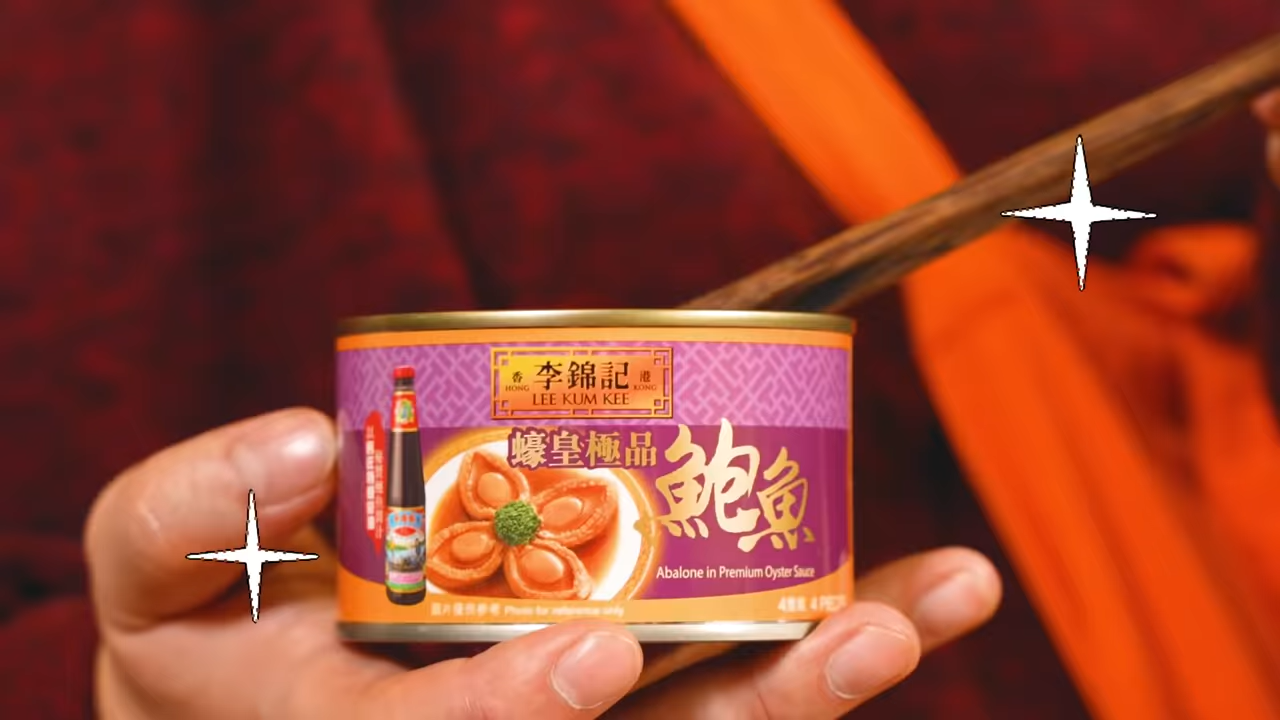 香 李錦記 港
HONG LEE KUM KEE KONG
蠔皇極品
鮑魚
Abalone in Premium Oyster Sauce
圖片僅供參考 Photo for reference only
4隻裝 4 PIECES